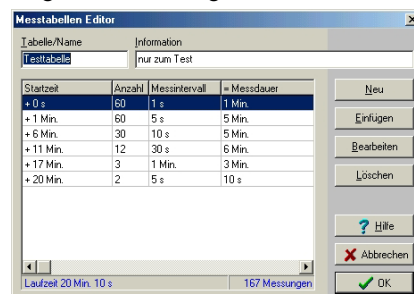 Messtabellen Editor
Tabelle/Name Information
Testtabelle nur zum Test
Startzeit Anzahl Messintervall = Messdauer
+ 0 s 60 1 s 1 Min.
+ 1 Min. 60 5 s 5 Min.
+ 6 Min. 30 10 s 5 Min.
+ 11 Min. 12 30 s 6 Min.
+ 17 Min. 3 1 Min. 3 Min.
+ 20 Min. 2 5 s 10 s
Neu
Einfügen
Bearbeiten
Löschen
Hilfe
Abbrechen
OK
Laufzeit 20 Min. 10 s 167 Messungen